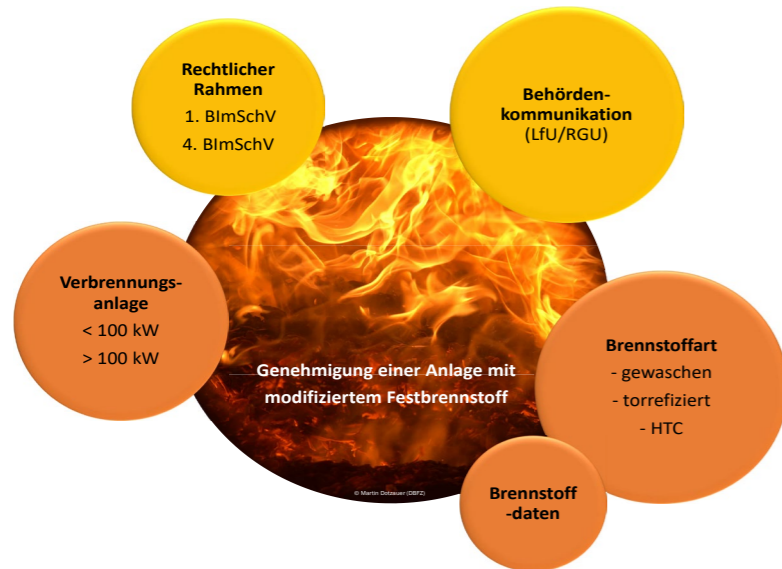 Rechtlicher
Rahmen
1. BImSchV
4. BImSchV
Behörden-
kommunikation
(LfU/RGU)
Verbrennungs-
anlage
< 100 kW
> 100 kW
Genehmigung einer Anlage mit
modifiziertem Festbrennstoff
Brennstoffart
- gewaschen
- torrefiziert
- HTC
Brennstoff
-daten
© Martin Dotzauer (DBFZ)